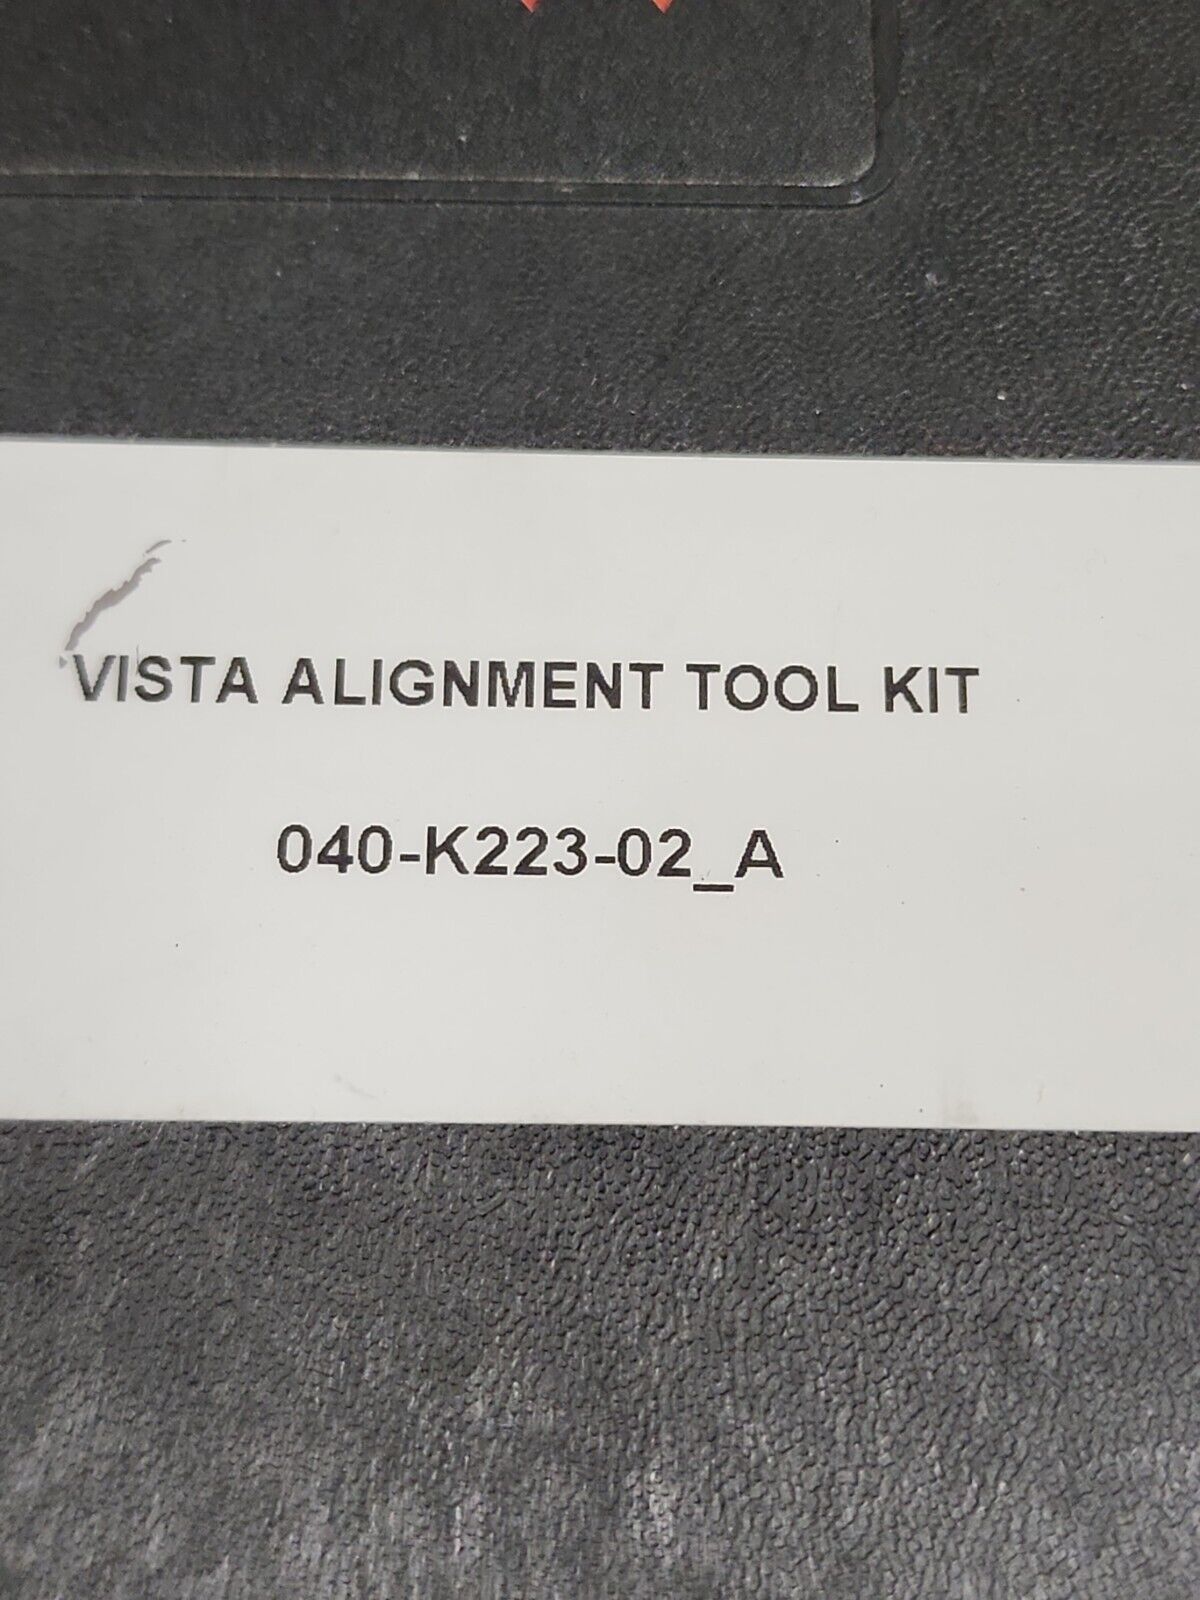 VISTA ALIGNMENT TOOL KIT
040-K223-02_A